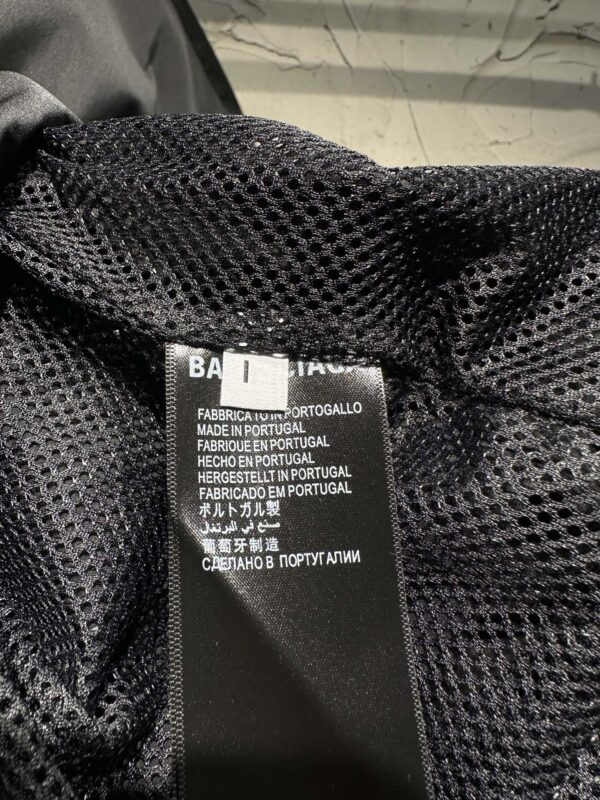 FABBRICATO IN PORTOGALLO
MADE IN PORTUGAL
FABRIQUE EN PORTUGAL
HECHO EN PORTUGAL
HERGESTELLT IN PORTUGAL
FABRICADO EM PORTUGAL
ポルトガル製
صنع في البرتغال
葡萄牙制造
СДЕЛАНО В ПОРТУГАЛИИ